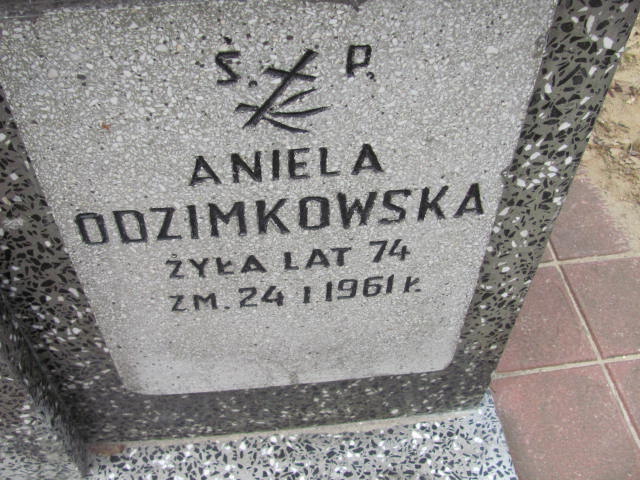 Ś. P.
ANIELA
ODZIMKOWSKA
ŻYŁA LAT 74
ZM. 24 I 1961 R.